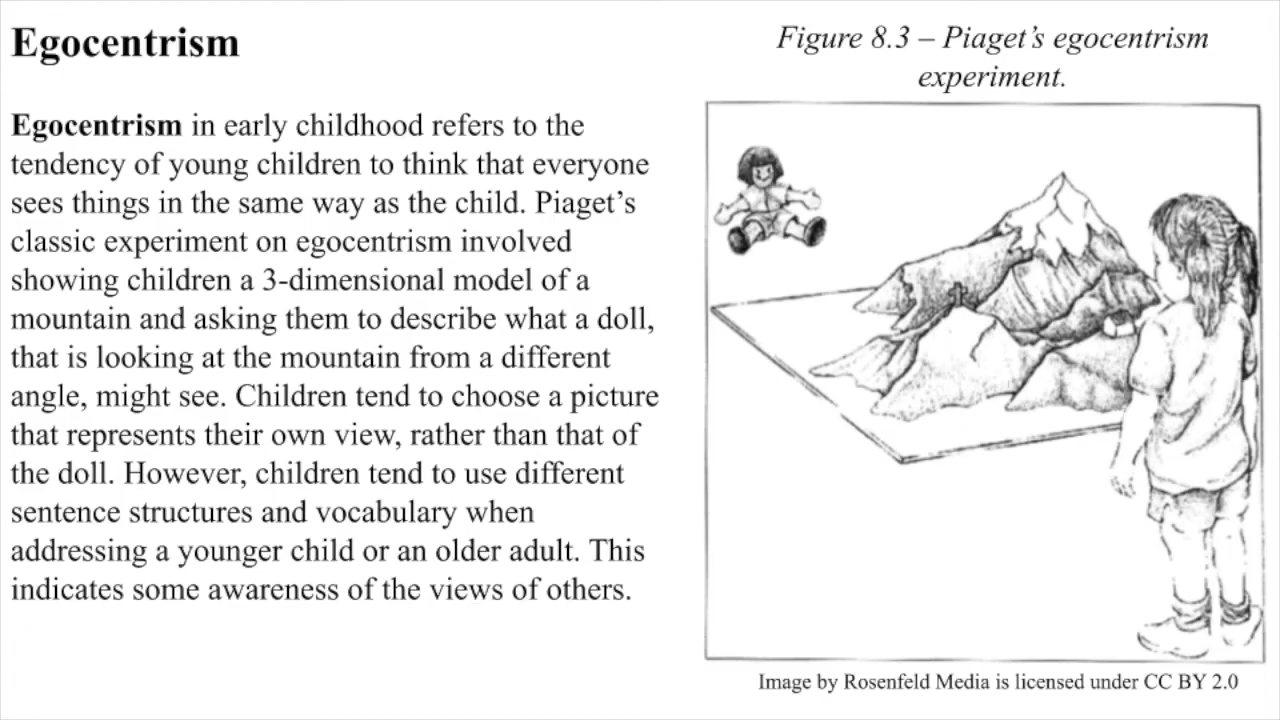 Egocentrism
Egocentrism in early childhood refers to the
tendency of young children to think that everyone
sees things in the same way as the child. Piaget’s
classic experiment on egocentrism involved
showing children a 3-dimensional model of a
mountain and asking them to describe what a doll,
that is looking at the mountain from a different
angle, might see. Children tend to choose a picture
that represents their own view, rather than that of
the doll. However, children tend to use different
sentence structures and vocabulary when
addressing a younger child or an older adult. This
indicates some awareness of the views of others.
Figure 8.3 – Piaget’s egocentrism
experiment.
Image by Rosenfeld Media is licensed under CC BY 2.0